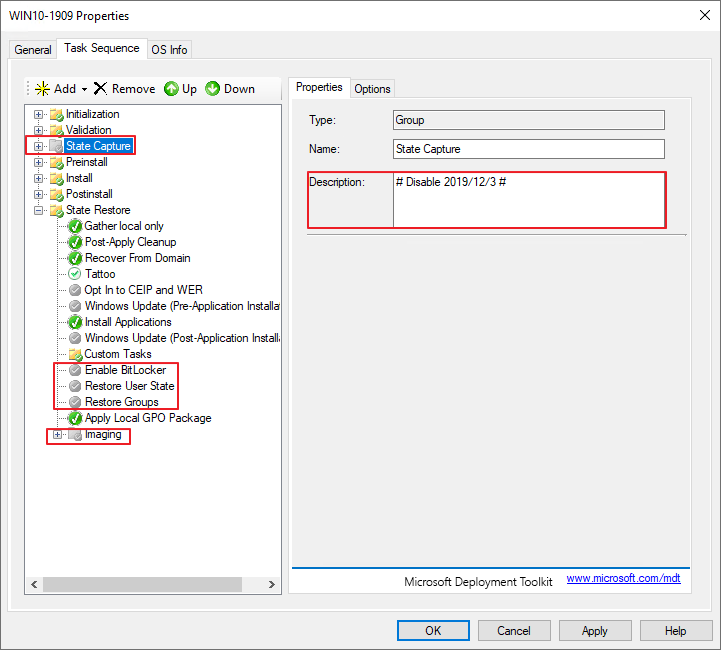 WIN10-1909 Properties
General Task Sequence OS Info
Add Remove Up Down
Initialization
Validation
State Capture
Preinstall
Install
Postinstall
State Restore
Gather local only
Post-Apply Cleanup
Recover From Domain
Tattoo
Opt In to CEIP and WER
Windows Update (Pre-Application Installa
Install Applications
Windows Update (Post-Application Install
Custom Tasks
Enable BitLocker
Restore User State
Restore Groups
Apply Local GPO Package
Imaging
Properties Options
Type: Group
Name: State Capture
Description: # Disable 2019/12/3 #
Microsoft Deployment Toolkit www.microsoft.com/mdt
OK Cancel Apply Help